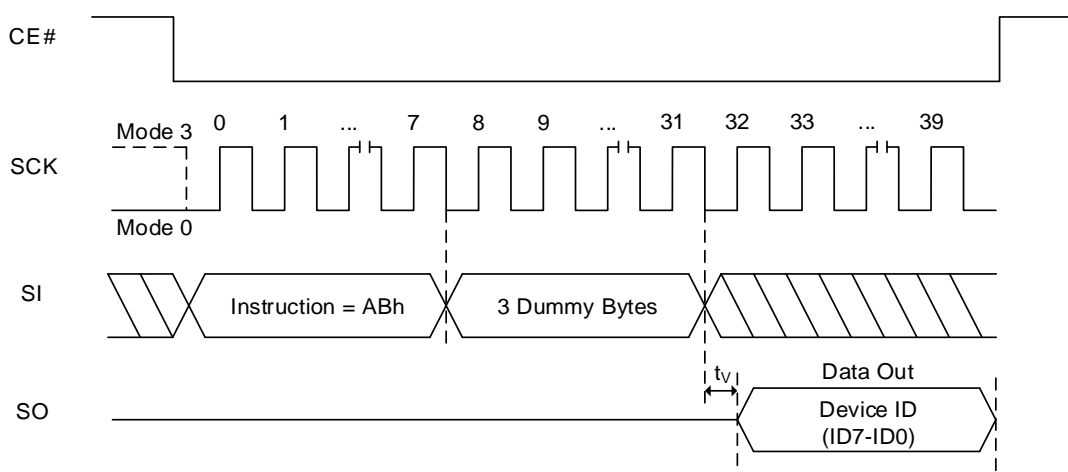 CE#
0 1 ... 7 8 9 ... 31 32 33 ... 39
Mode 3
SCK
Mode 0
SI
Instruction = ABh
3 Dummy Bytes
tV
Data Out
SO
Device ID
(ID7-ID0)